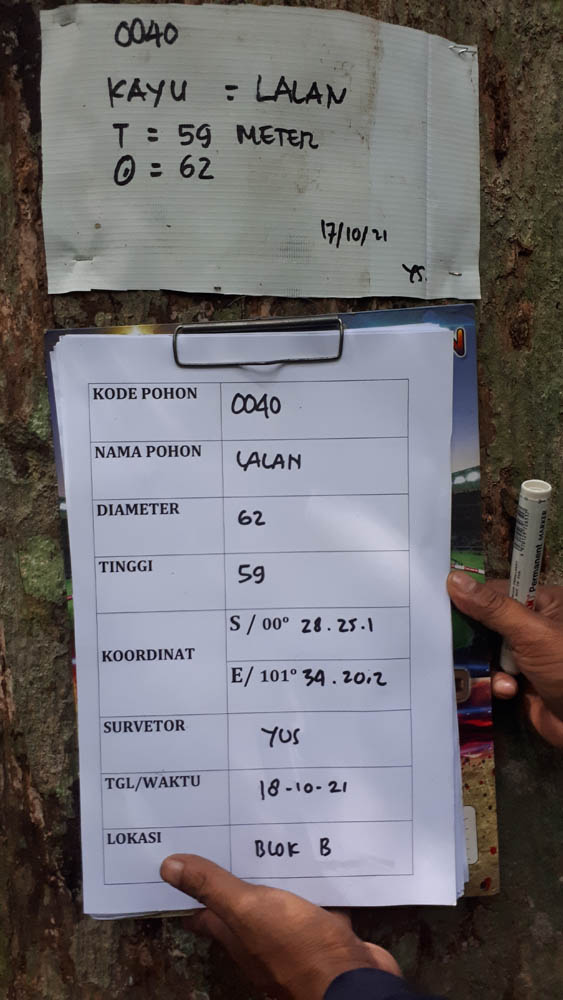 0040
KAYU = LALAN
T = 59 METER
O = 62
17/10/21
YS
KODE POHON 0040
NAMA POHON LALAN
DIAMETER 62
TINGGI 59
KOORDINAT S / 00° 28.25.1
E/ 101° 34.20.2
SURVETOR YUS
TGL/WAKTU 18-10-21
LOKASI BLOK B
Permanent MARKER